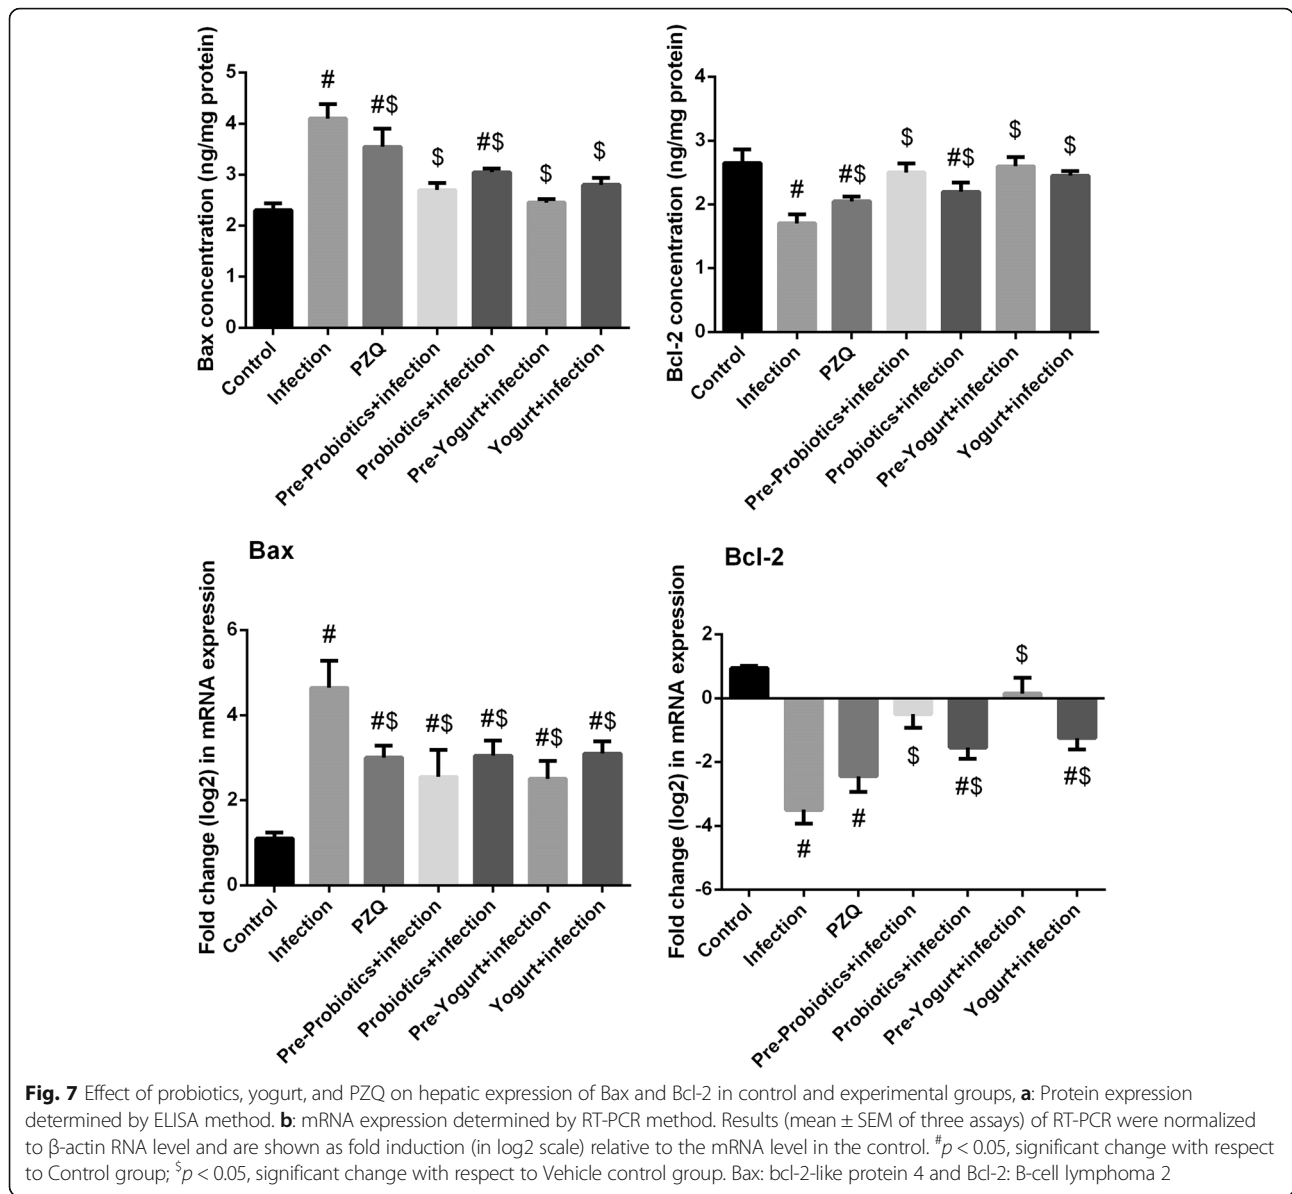 Bax concentration (ng/mg protein)
5
4
3
2
1
0
#
#$
$
#$
$
$
Control
Infection
PZQ
Pre-Probiotics+infection
Probiotics+infection
Pre-Yogurt+infection
Yogurt+infection
Bcl-2 concentration (ng/mg protein)
4
3
2
1
0
#
#$
$
#$
$
$
Control
Infection
PZQ
Pre-Probiotics+infection
Probiotics+infection
Pre-Yogurt+infection
Yogurt+infection
Bax
Fold change (log2) in mRNA expression
6
4
2
0
#
#$
#$
#$
#$
#$
Control
Infection
PZQ
Pre-Probiotics+infection
Probiotics+infection
Pre-Yogurt+infection
Yogurt+infection
Bcl-2
Fold change (log2) in mRNA expression
2
0
-2
-4
-6
#
#
$
#$
$
#$
Control
Infection
PZQ
Pre-Probiotics+infection
Probiotics+infection
Pre-Yogurt+infection
Yogurt+infection
Fig. 7 Effect of probiotics, yogurt, and PZQ on hepatic expression of Bax and Bcl-2 in control and experimental groups, a: Protein expression
determined by ELISA method. b: mRNA expression determined by RT-PCR method. Results (mean ± SEM of three assays) of RT-PCR were normalized
to β-actin RNA level and are shown as fold induction (in log2 scale) relative to the mRNA level in the control. #p < 0.05, significant change with respect
to Control group; $p < 0.05, significant change with respect to Vehicle control group. Bax: bcl-2-like protein 4 and Bcl-2: B-cell lymphoma 2